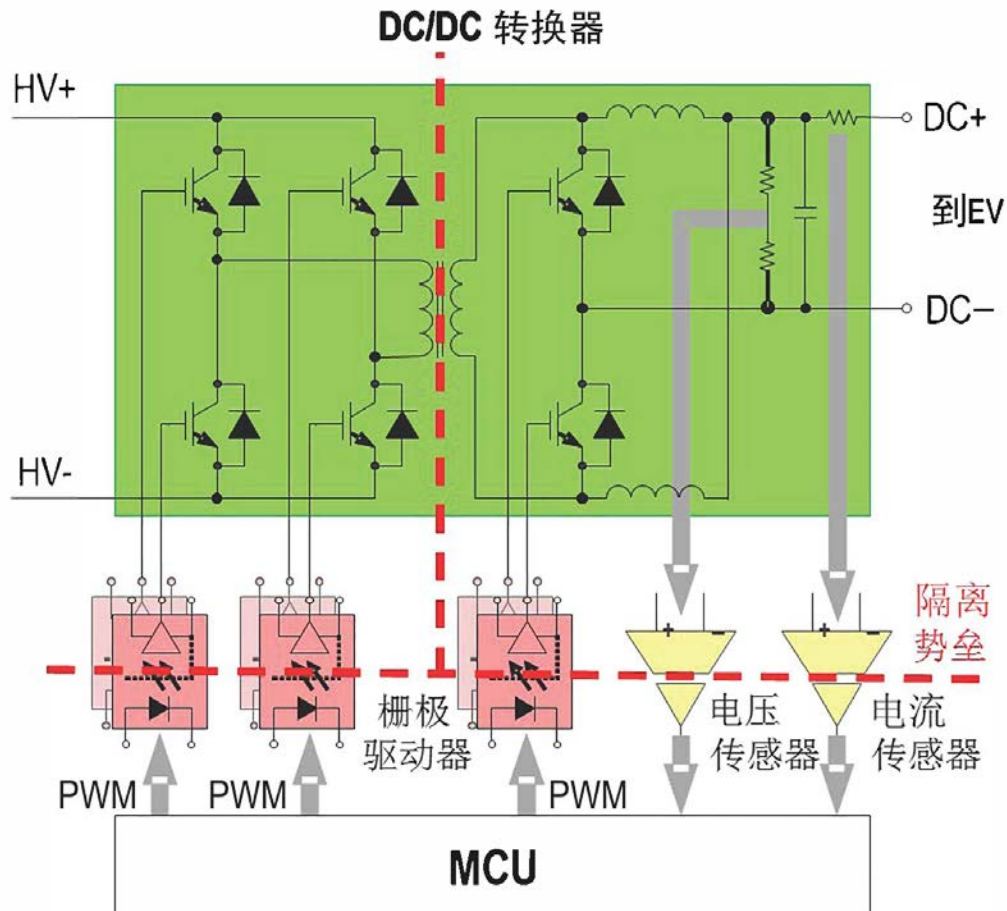 DC/DC 转换器
HV+
DC+
到EV
DC−
HV-
隔离
势垒
栅极
驱动器
电压
传感器
电流
传感器
PWM
PWM
PWM
MCU